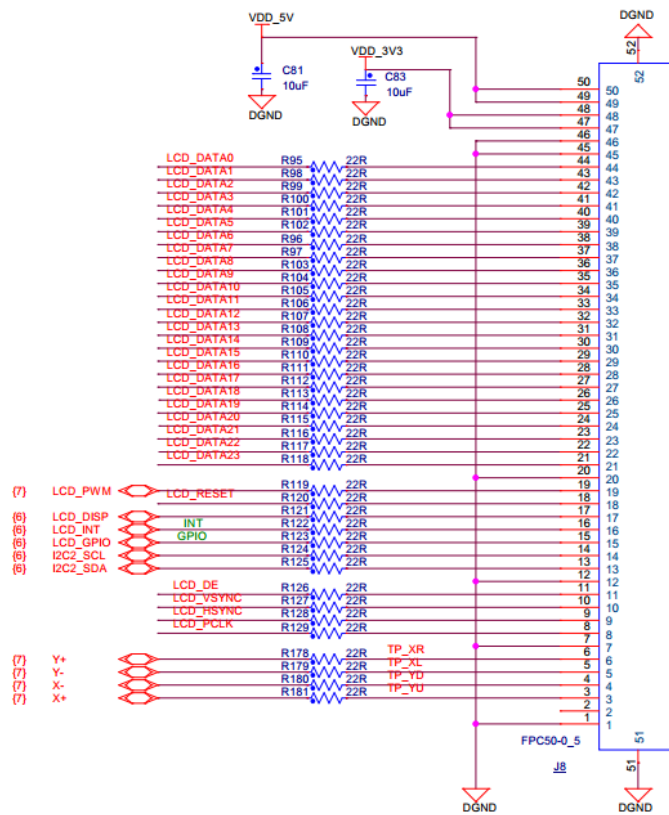 VDD_5V
DGND
52
52
C81
10uF
DGND
VDD_3V3
C83
10uF
DGND
50 50
49 49
48 48
47 47
46 46
45 45
LCD_DATA0 R95 22R 44 44
LCD_DATA1 R98 22R 43 43
LCD_DATA2 R99 22R 42 42
LCD_DATA3 R100 22R 41 41
LCD_DATA4 R101 22R 40 40
LCD_DATA5 R102 22R 39 39
LCD_DATA6 R96 22R 38 38
LCD_DATA7 R97 22R 37 37
LCD_DATA8 R103 22R 36 36
LCD_DATA9 R104 22R 35 35
LCD_DATA10 R105 22R 34 34
LCD_DATA11 R106 22R 33 33
LCD_DATA12 R107 22R 32 32
LCD_DATA13 R108 22R 31 31
LCD_DATA14 R109 22R 30 30
LCD_DATA15 R110 22R 29 29
LCD_DATA16 R111 22R 28 28
LCD_DATA17 R112 22R 27 27
LCD_DATA18 R113 22R 26 26
LCD_DATA19 R114 22R 25 25
LCD_DATA20 R115 22R 24 24
LCD_DATA21 R116 22R 23 23
LCD_DATA22 R117 22R 22 22
LCD_DATA23 R118 22R 21 21
20 20
{7} LCD_PWM R119 22R 19 19
LCD_RESET R120 22R 18 18
{6} LCD_DISP R121 22R 17 17
{6} LCD_INT INT R122 22R 16 16
{6} LCD_GPIO GPIO R123 22R 15 15
{6} I2C2_SCL R124 22R 14 14
{6} I2C2_SDA R125 22R 13 13
12 12
LCD_DE R126 22R 11 11
LCD_VSYNC R127 22R 10 10
LCD_HSYNC R128 22R 9 9
LCD_PCLK R129 22R 8 8
7 7
{7} Y+ R178 22R TP_XR 6 6
{7} Y- R179 22R TP_XL 5 5
{7} X- R180 22R TP_YD 4 4
{7} X+ R181 22R TP_YU 3 3
2 2
1 1
FPC50-0_5
51
51
J8
DGND
DGND